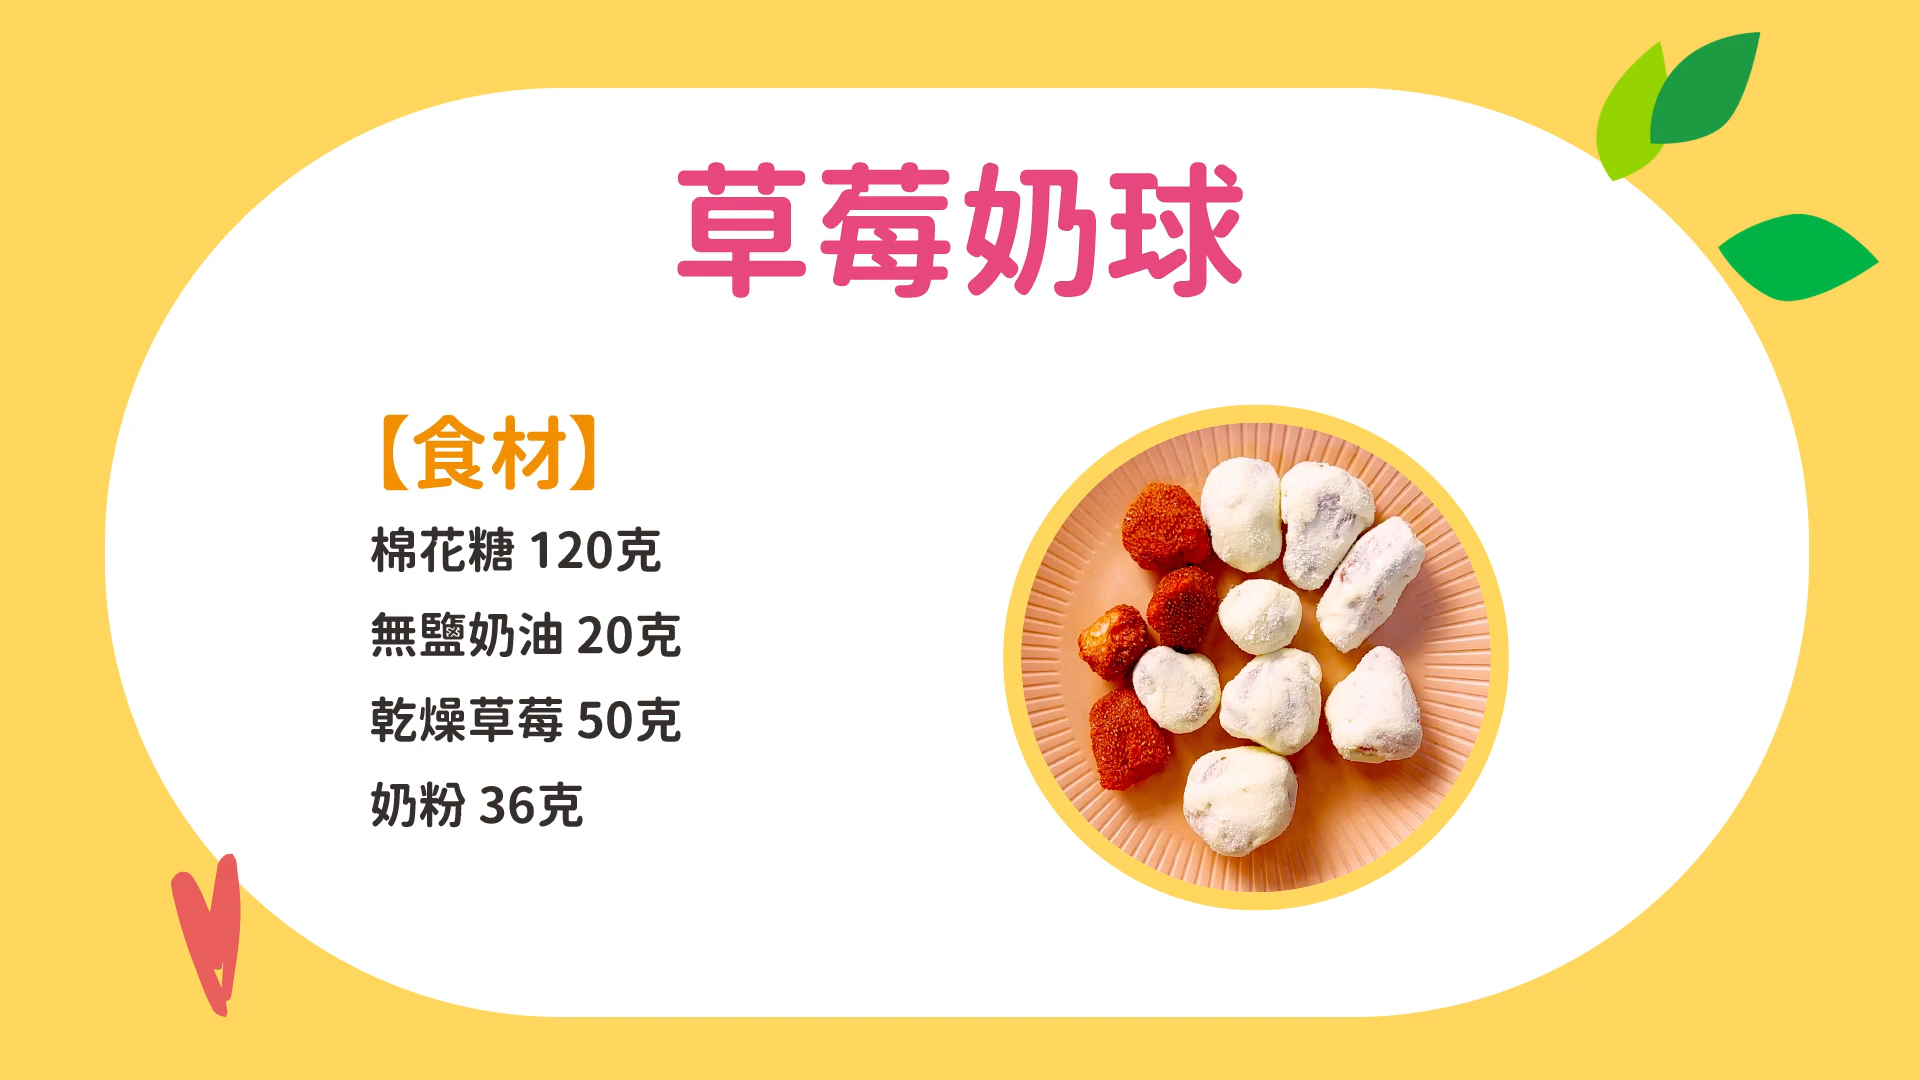 草莓奶球
【食材】
棉花糖 120克
無鹽奶油 20克
乾燥草莓 50克
奶粉 36克